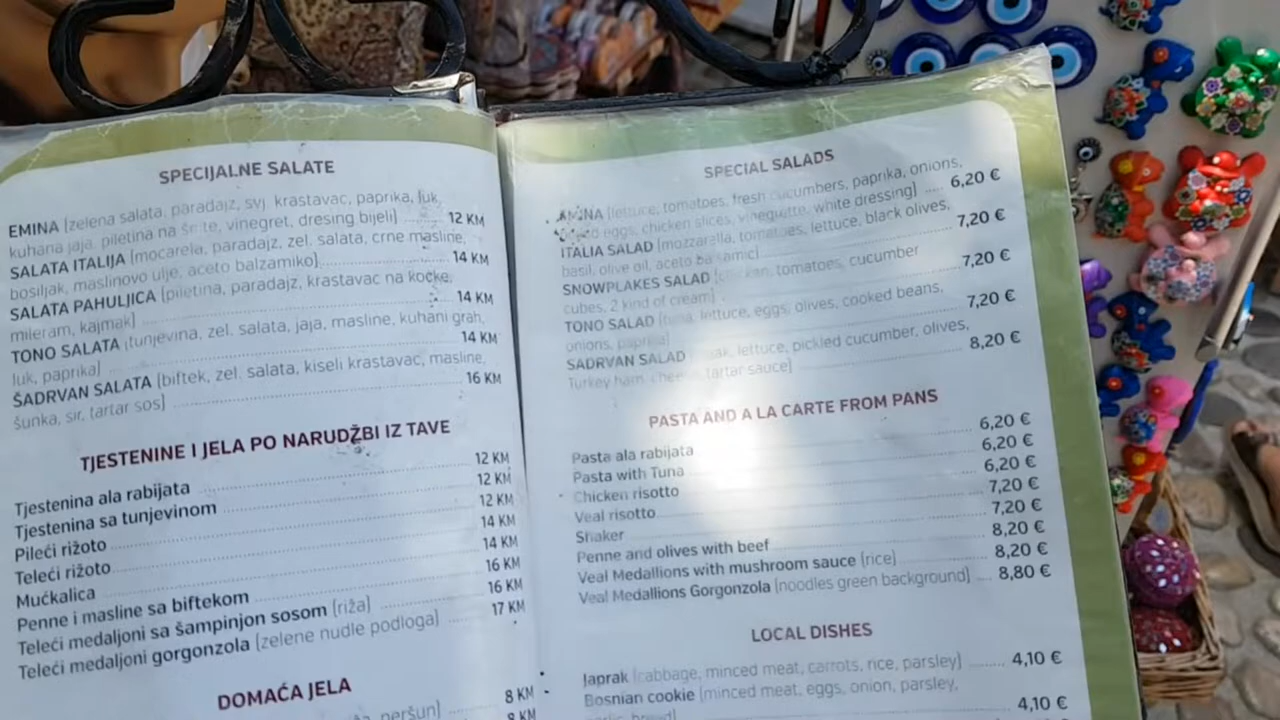 SPECIJALNE SALATE
EMINA (zelena salata, paradajz, svj. krastavac, paprika, luk,
kuhana jaja, piletina na šnite, vinegret, dresing bijeli) 12 KM
SALATA ITALIJA (mocarela, paradajz, zel. salata, crne masline,
bosiljak, maslinovo ulje, aceto balzamiko) 14 KM
SALATA PAHULJICA (piletina, paradajz, krastavac na kocke,
mileram, kajmak) 14 KM
TONO SALATA (tunjevina, zel. salata, jaja, masline, kuhani grah,
luk, paprika) 14 KM
ŠADRVAN SALATA (biftek, zel. salata, kiseli krastavac, masline,
šunka, sir, tartar sos) 16 KM
TJESTENINE I JELA PO NARUDŽBI IZ TAVE
Tjestenina ala rabijata 12 KM
Tjestenina sa tunjevinom 12 KM
Pileći rižoto 12 KM
Teleći rižoto 14 KM
Mućkalica 14 KM
Penne i masline sa biftekom 16 KM
Teleći medaljoni sa šampinjon sosom (riža) 16 KM
Teleći medaljoni gorgonzola (zelene nudle podloga) 17 KM
DOMAĆA JELA
peršun) 8 KM
8 KM
SPECIAL SALADS
AMINA (lettuce, tomatoes, fresh cucumbers, paprika, onions,
eggs, chicken slices, vineguette, white dressing) 6,20 €
ITALIA SALAD (mozzarella, tomatoes, lettuce, black olives,
basil, olive oil, aceto balsamic) 7,20 €
SNOWFLAKES SALAD (chicken, tomatoes, cucumber
cubes, 2 kind of cream) 7,20 €
TONO SALAD (tuna, lettuce, eggs, olives, cooked beans,
onions, paprika) 7,20 €
SADRVAN SALAD lettuce, pickled cucumber, olives,
Turkey ham, cheese, tartar sauce) 8,20 €
PASTA AND A LA CARTE FROM PANS
Pasta ala rabijata 6,20 €
Pasta with Tuna 6,20 €
Chicken risotto 6,20 €
Veal risotto 7,20 €
Shaker 7,20 €
Penne and olives with beef 8,20 €
Veal Medallions with mushroom sauce (rice) 8,20 €
Veal Medallions Gorgonzola (noodles green background) 8,80 €
LOCAL DISHES
Japrak (cabbage, minced meat, carrots, rice, parsley) 4,10 €
Bosnian cookie (minced meat, eggs, onion, parsley,
bread) 4,10 €